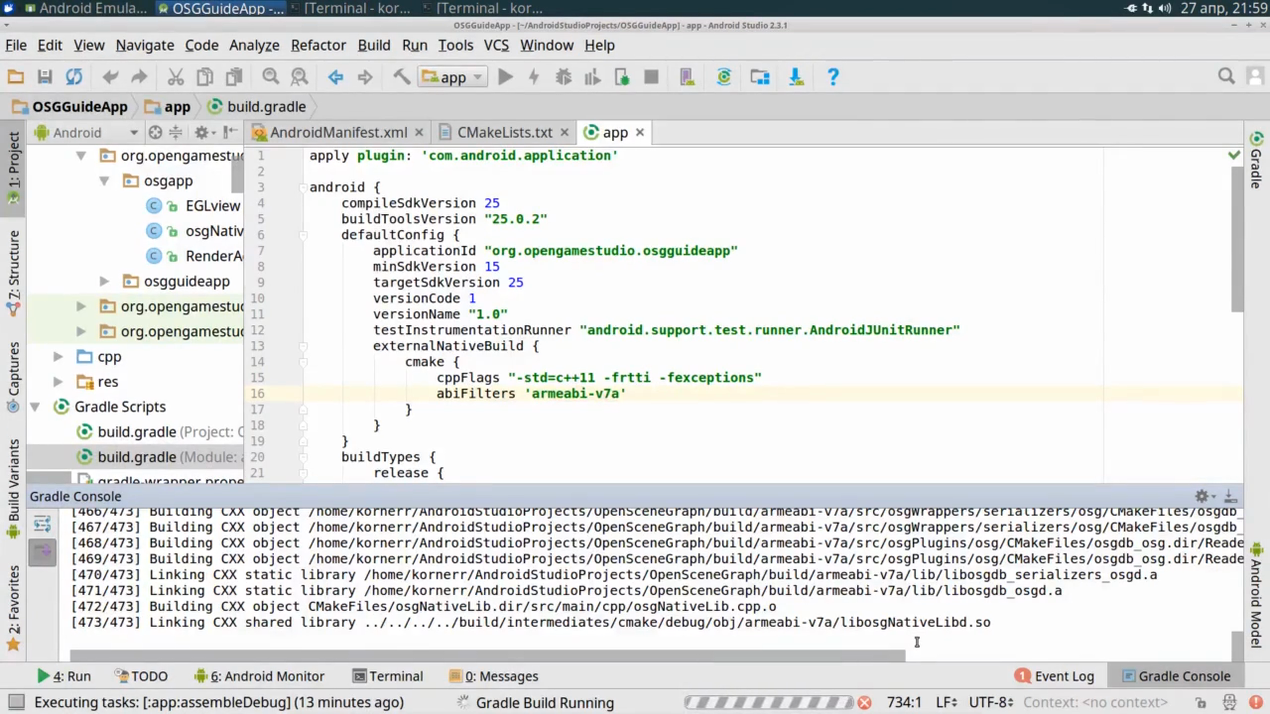 Android Emula...
OSGGuideApp -...
[Terminal - kor...
[Terminal - kor...
27 апр, 21:59
OSGGuideApp - [~/AndroidStudioProjects/OSGGuideApp] - app - Android Studio 2.3.1
File Edit View Navigate Code Analyze Refactor Build Run Tools VCS Window Help
app
OSGGuideApp app build.gradle
Android
AndroidManifest.xml
CMakeLists.txt
app
1: Project
7: Structure
Captures
Build Variants
2: Favorites
org.opengamestu
osgapp
EGLview
osgNativ
RenderA
osgguideapp
org.opengamestud
org.opengamestud
cpp
res
Gradle Scripts
build.gradle (Project: O
build.gradle (Module: a
gradle-wrapper.prope
1 apply plugin: 'com.android.application'
2
3 android {
4 compileSdkVersion 25
5 buildToolsVersion "25.0.2"
6 defaultConfig {
7 applicationId "org.opengamestudio.osgguideapp"
8 minSdkVersion 15
9 targetSdkVersion 25
10 versionCode 1
11 versionName "1.0"
12 testInstrumentationRunner "android.support.test.runner.AndroidJUnitRunner"
13 externalNativeBuild {
14 cmake {
15 cppFlags "-std=c++11 -frtti -fexceptions"
16 abiFilters 'armeabi-v7a'
17 }
18 }
19 }
20 buildTypes {
21 release {
Gradle
Android Model
Gradle Console
[466/473] Building CXX object /home/kornerr/AndroidStudioProjects/OpenSceneGraph/build/armeabi-v7a/src/osgWrappers/serializers/osg/CMakeFiles/osgdb_
[467/473] Building CXX object /home/kornerr/AndroidStudioProjects/OpenSceneGraph/build/armeabi-v7a/src/osgWrappers/serializers/osg/CMakeFiles/osgdb_
[468/473] Building CXX object /home/kornerr/AndroidStudioProjects/OpenSceneGraph/build/armeabi-v7a/src/osgPlugins/osg/CMakeFiles/osgdb_osg.dir/Reade
[469/473] Building CXX object /home/kornerr/AndroidStudioProjects/OpenSceneGraph/build/armeabi-v7a/src/osgPlugins/osg/CMakeFiles/osgdb_osg.dir/Reade
[470/473] Linking CXX static library /home/kornerr/AndroidStudioProjects/OpenSceneGraph/build/armeabi-v7a/lib/libosgdb_serializers_osgd.a
[471/473] Linking CXX static library /home/kornerr/AndroidStudioProjects/OpenSceneGraph/build/armeabi-v7a/lib/libosgdb_osgd.a
[472/473] Building CXX object CMakeFiles/osgNativeLib.dir/src/main/cpp/osgNativeLib.cpp.o
[473/473] Linking CXX shared library ../../../../build/intermediates/cmake/debug/obj/armeabi-v7a/libosgNativeLibd.so
4: Run TODO 6: Android Monitor Terminal 0: Messages 1 Event Log Gradle Console
Executing tasks: [:app:assembleDebug] (13 minutes ago) Gradle Build Running 734:1 LF UTF-8 Context: <no context>